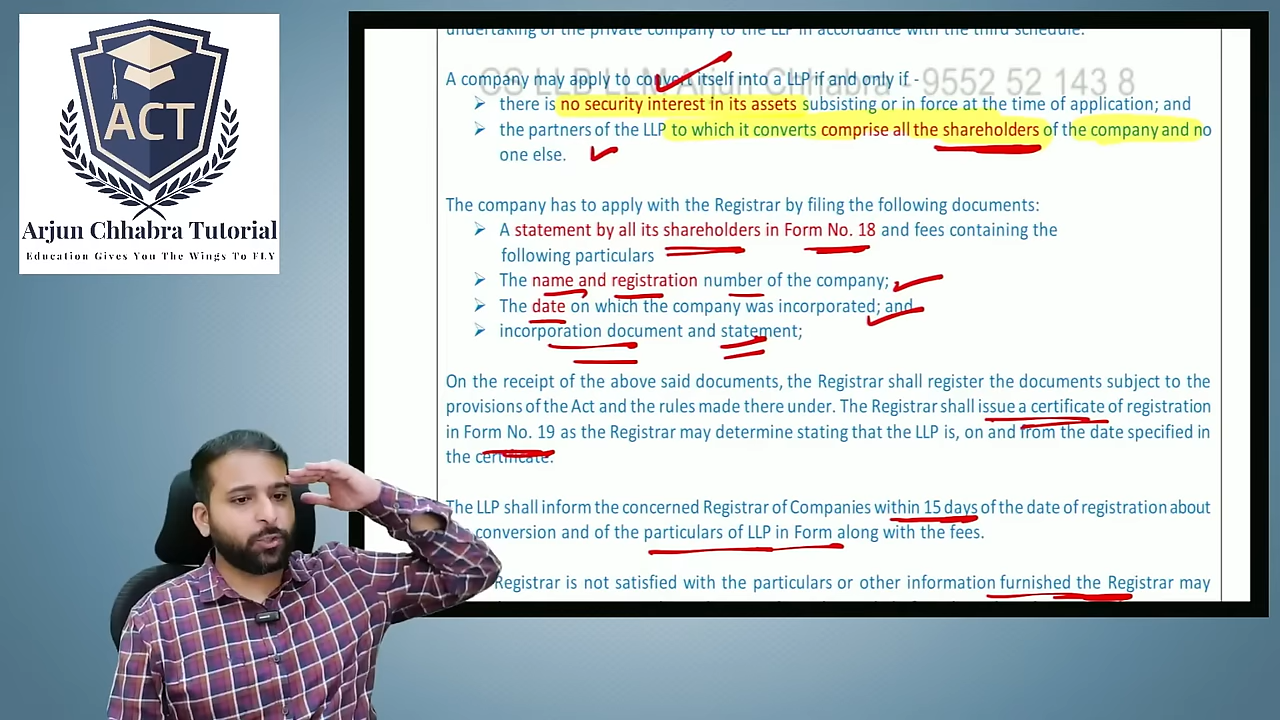 ACT
Arjun Chhabra Tutorial
Education Gives You The Wings To FLY
undertaking of the private company to the LLP in accordance with the third schedule.
CS LLB LLM Arjun Chhabra - 9552 52 143 8
A company may apply to convert itself into a LLP if and only if -
➢ there is no security interest in its assets subsisting or in force at the time of application; and
➢ the partners of the LLP to which it converts comprise all the shareholders of the company and no
one else.
The company has to apply with the Registrar by filing the following documents:
➢ A statement by all its shareholders in Form No. 18 and fees containing the
following particulars
➢ The name and registration number of the company;
➢ The date on which the company was incorporated; and
➢ incorporation document and statement;
On the receipt of the above said documents, the Registrar shall register the documents subject to the
provisions of the Act and the rules made there under. The Registrar shall issue a certificate of registration
in Form No. 19 as the Registrar may determine stating that the LLP is, on and from the date specified in
the certificate.
The LLP shall inform the concerned Registrar of Companies within 15 days of the date of registration about
conversion and of the particulars of LLP in Form along with the fees.
Registrar is not satisfied with the particulars or other information furnished the Registrar may